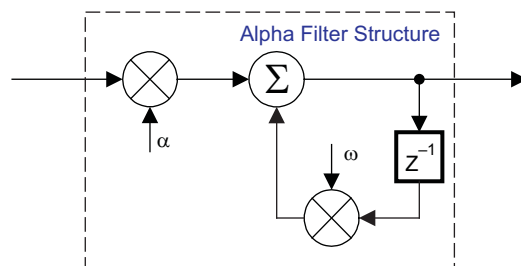 Alpha Filter Structure
Σ
α
ω
Z⁻¹